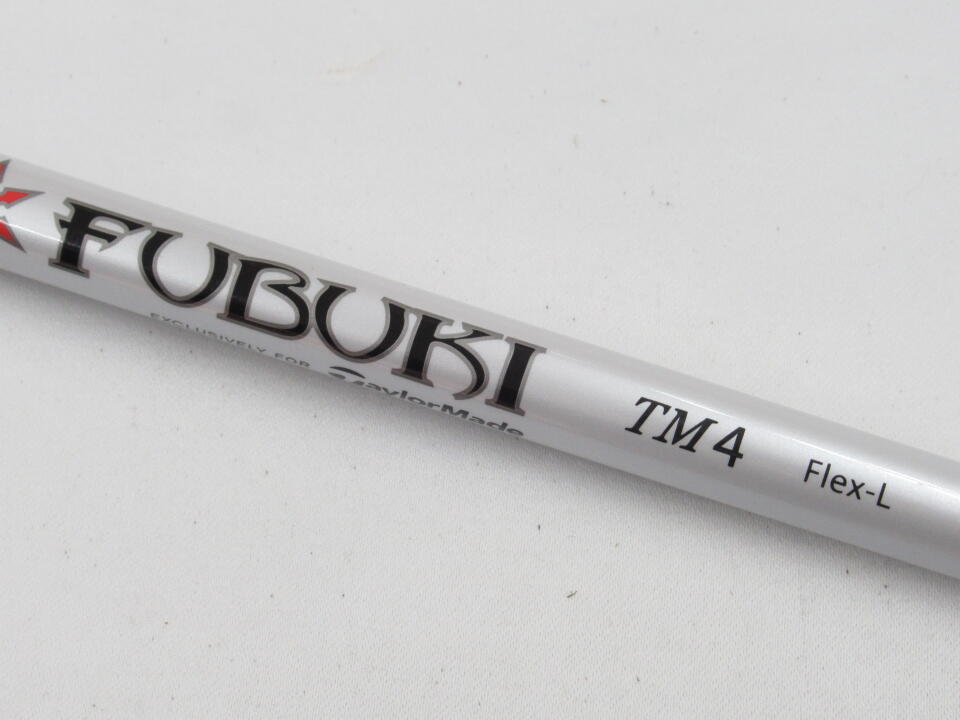 FUBUKI
EXCLUSIVELY FOR TaylorMade
TM4 Flex-L